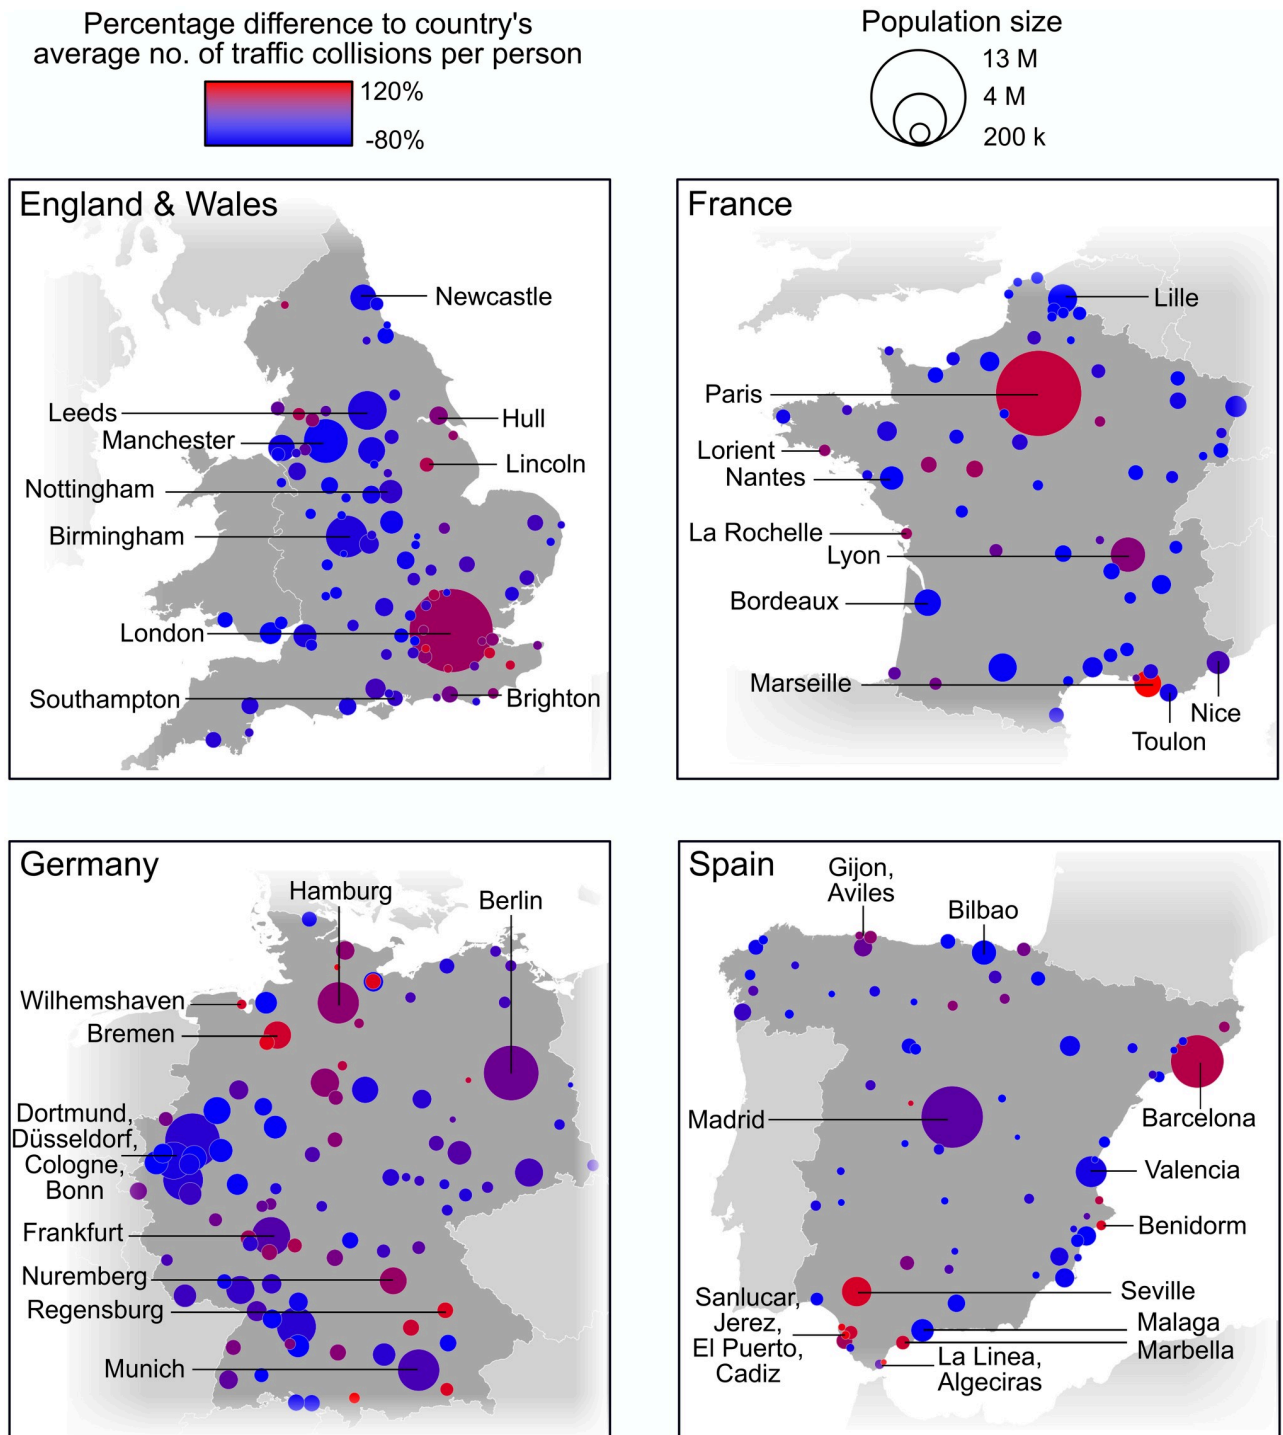 Percentage difference to country's
average no. of traffic collisions per person
120%
-80%
Population size
13 M
4 M
200 k
England & Wales
Newcastle
Leeds
Hull
Manchester
Lincoln
Nottingham
Birmingham
London
Southampton
Brighton
France
Lille
Paris
Lorient
Nantes
La Rochelle
Lyon
Bordeaux
Marseille
Nice
Toulon
Germany
Hamburg
Berlin
Wilhemshaven
Bremen
Dortmund,
Düsseldorf,
Cologne,
Bonn
Frankfurt
Nuremberg
Regensburg
Munich
Spain
Gijon,
Aviles
Bilbao
Madrid
Barcelona
Valencia
Benidorm
Sanlucar,
Jerez,
El Puerto,
Cadiz
Seville
Malaga
Marbella
La Linea,
Algeciras